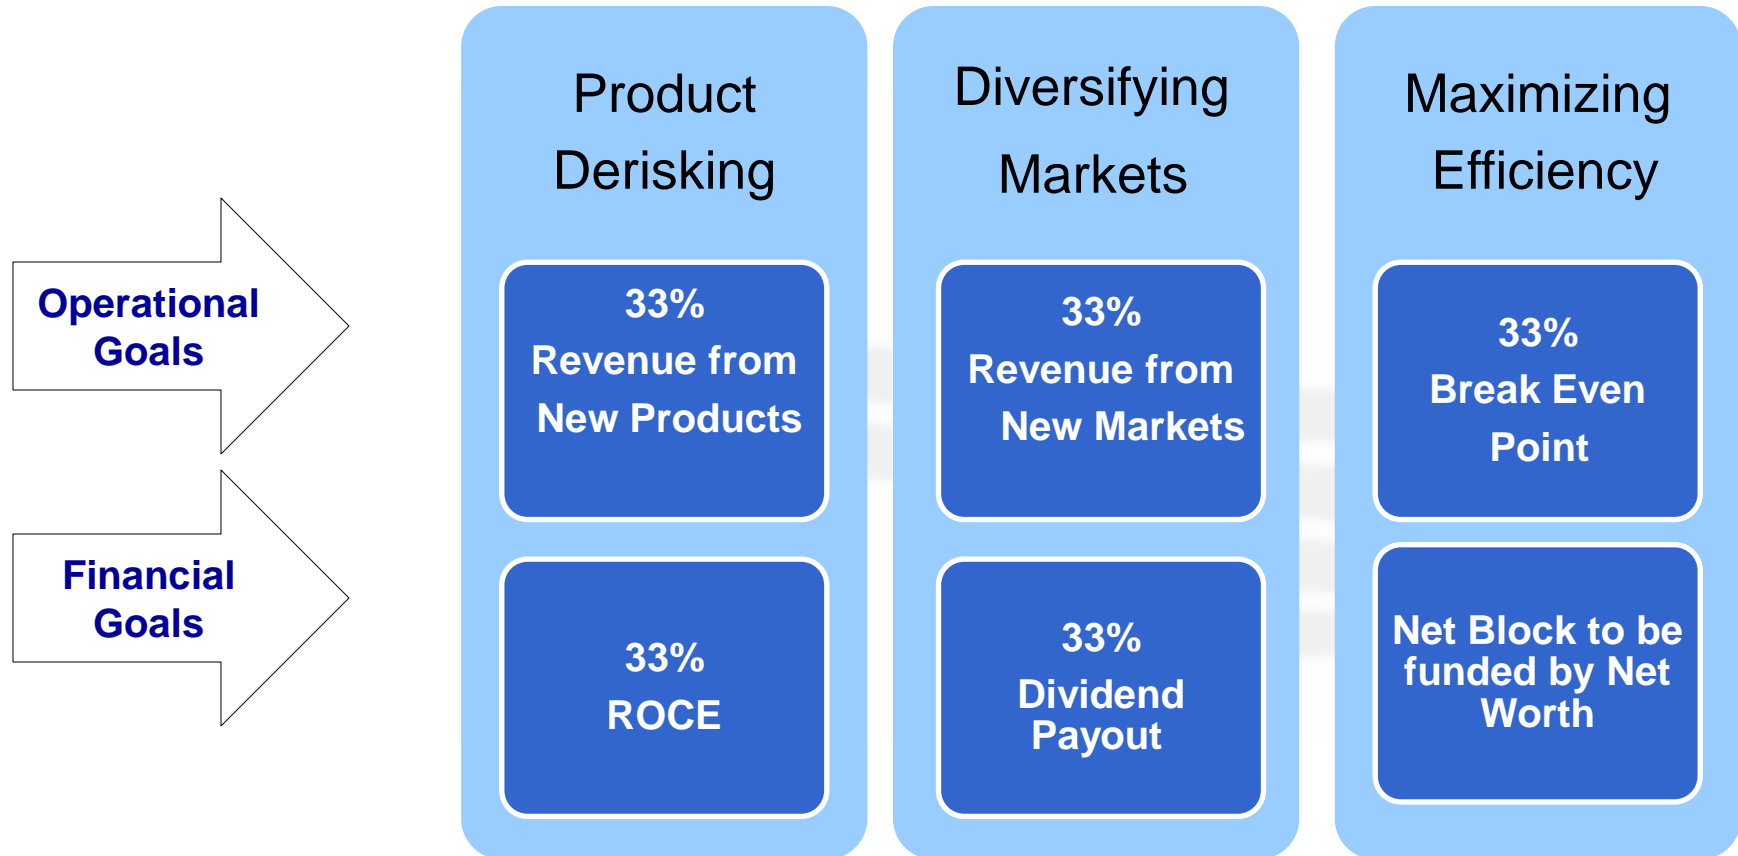 Product
Derisking
Diversifying
Markets
Maximizing
Efficiency
Operational
Goals
33%
Revenue from
New Products
33%
Revenue from
New Markets
33%
Break Even
Point
Financial
Goals
33%
ROCE
33%
Dividend
Payout
Net Block to be
funded by Net
Worth